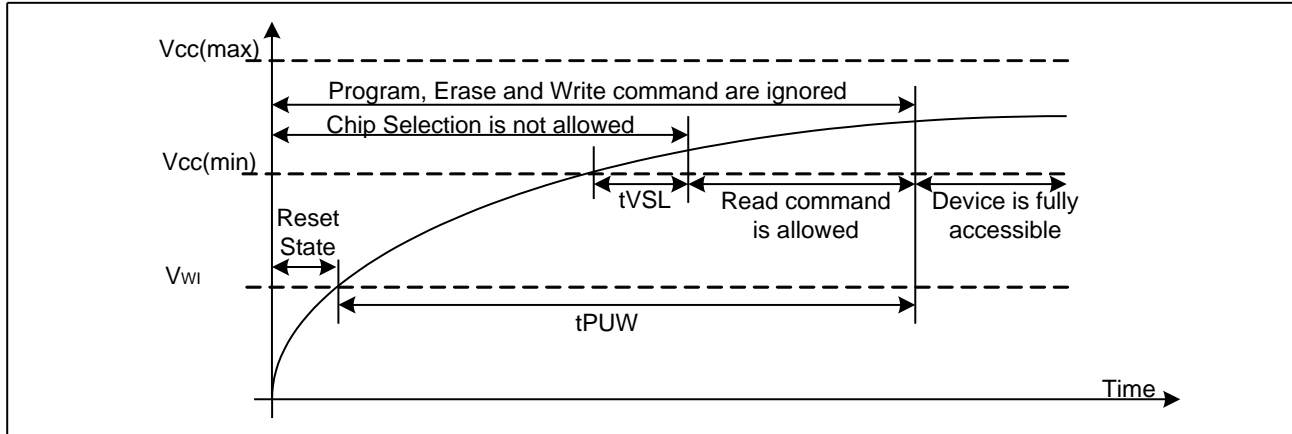 Vcc(max)
Program, Erase and Write command are ignored
Chip Selection is not allowed
Vcc(min)
tVSL
Read command
is allowed
Device is fully
accessible
Reset
State
VWI
tPUW
Time